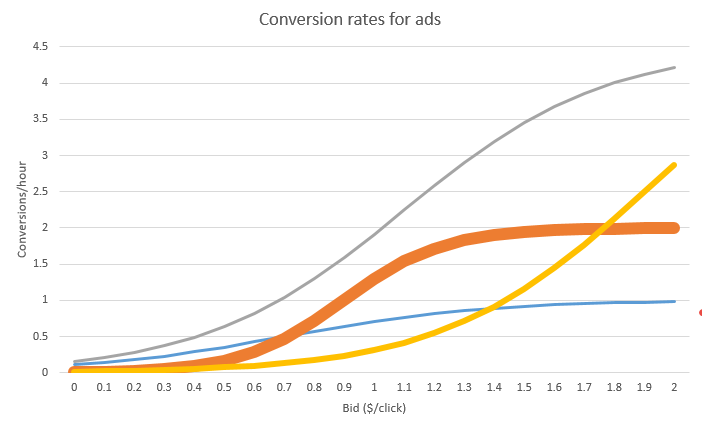 Conversion rates for ads
4.5
4
3.5
3
2.5
2
1.5
1
0.5
0
Conversions/hour
0 0.1 0.2 0.3 0.4 0.5 0.6 0.7 0.8 0.9 1 1.1 1.2 1.3 1.4 1.5 1.6 1.7 1.8 1.9 2
Bid ($/click)